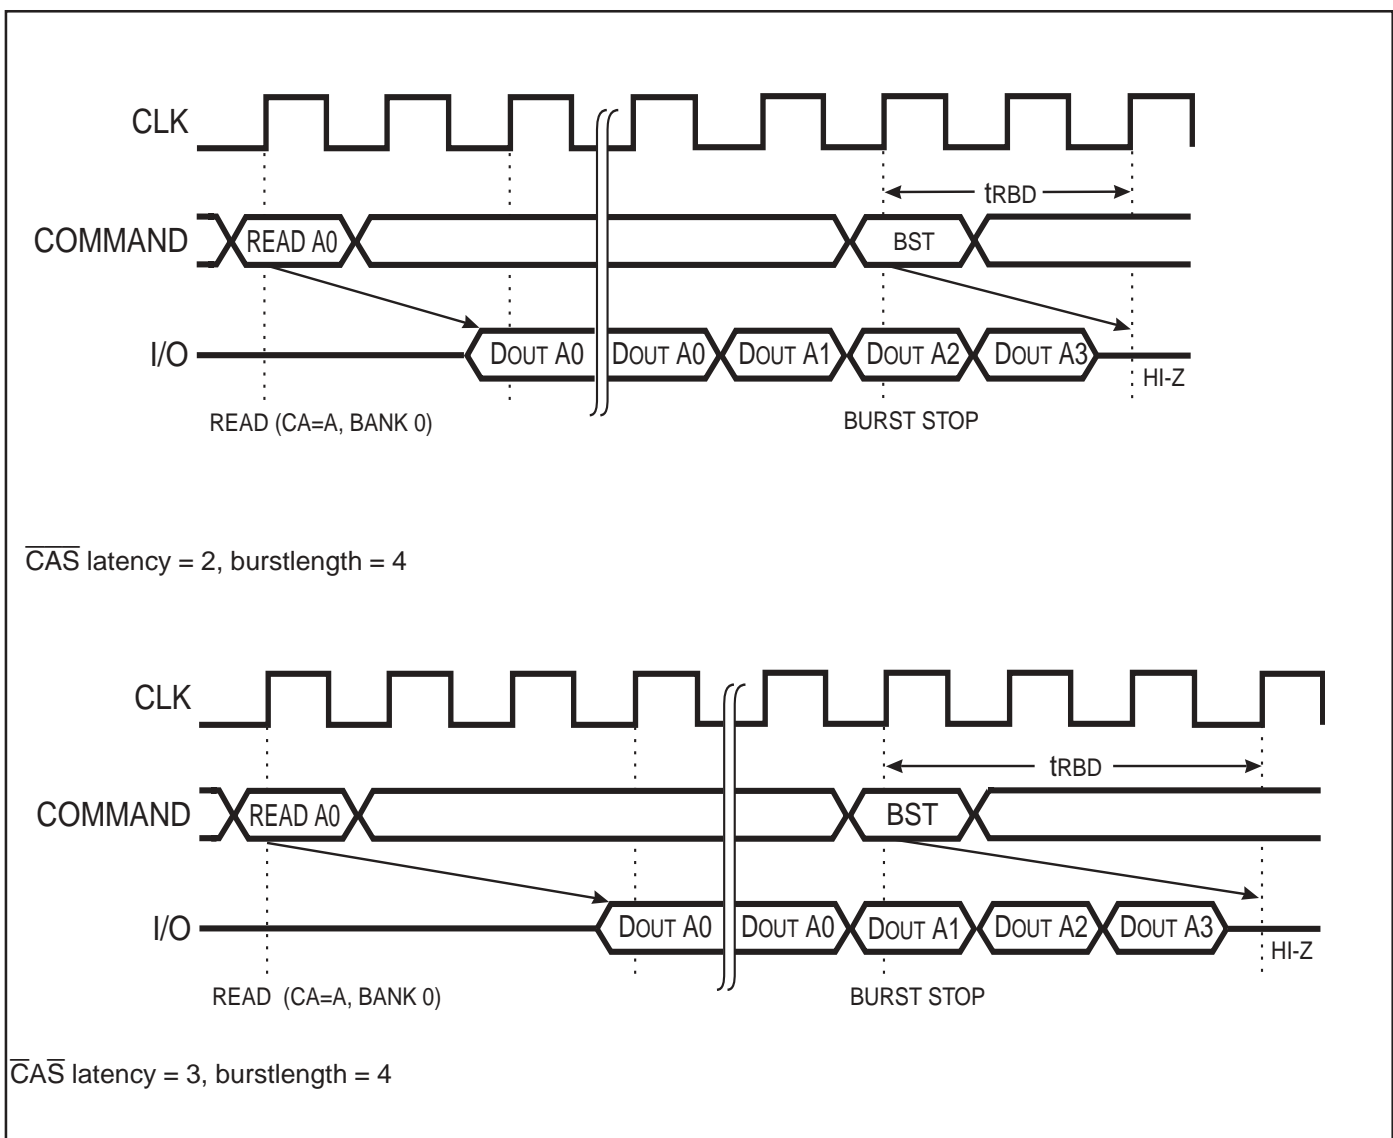 CLK
tRBD
COMMAND
READ A0
BST
I/O
DOUT A0
DOUT A0
DOUT A1
DOUT A2
DOUT A3
HI-Z
READ (CA=A, BANK 0)
BURST STOP
CAS latency = 2, burstlength = 4
CLK
tRBD
COMMAND
READ A0
BST
I/O
DOUT A0
DOUT A0
DOUT A1
DOUT A2
DOUT A3
HI-Z
READ (CA=A, BANK 0)
BURST STOP
CAS latency = 3, burstlength = 4